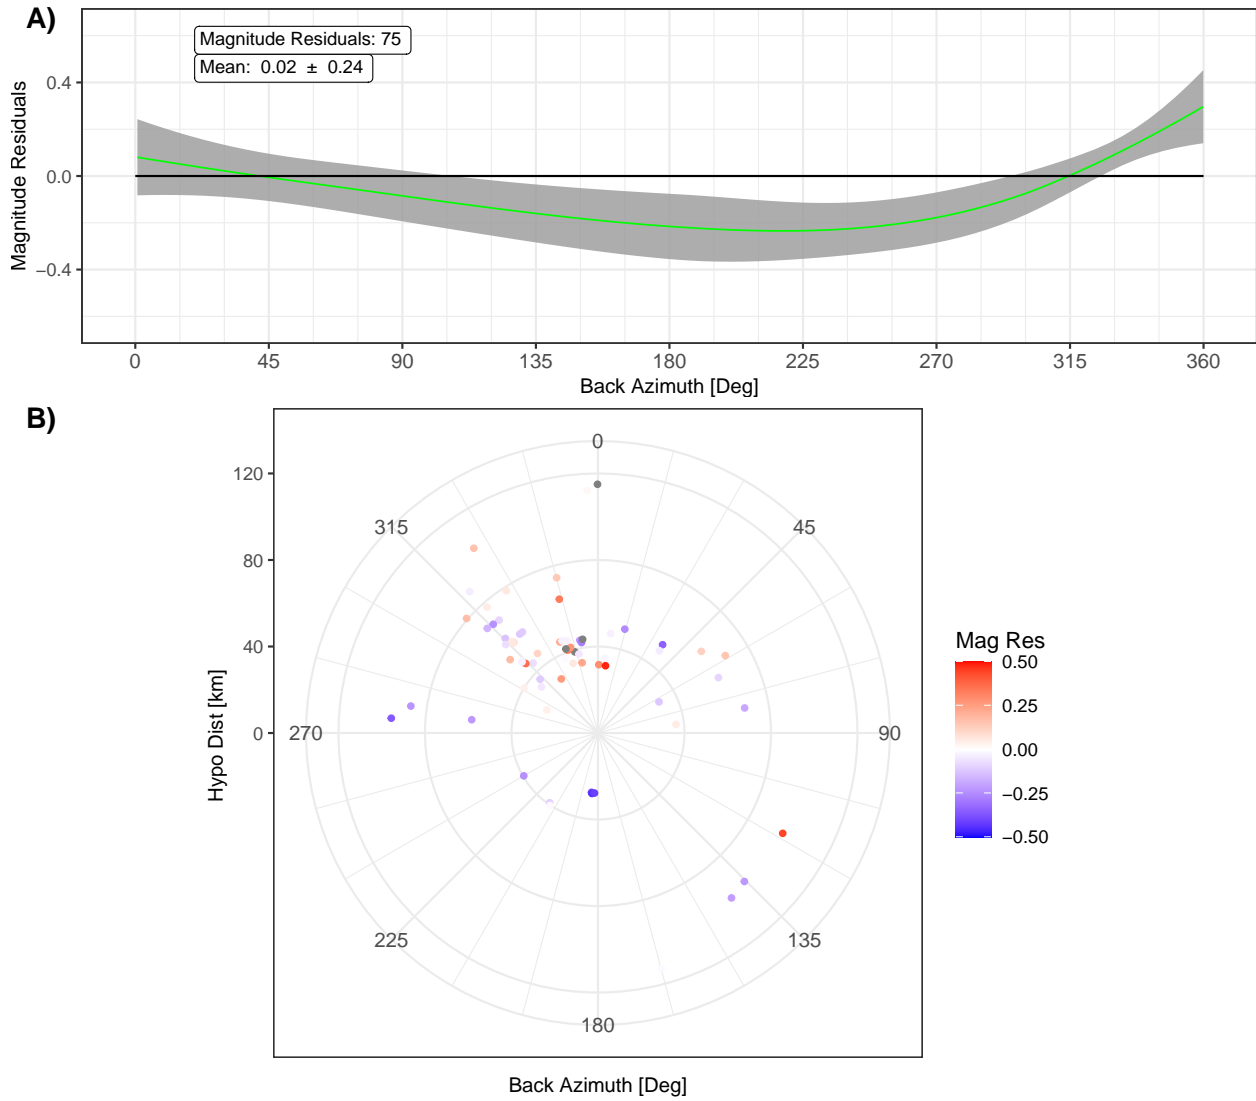 A)
Magnitude Residuals: 75
Mean:  0.02  ±  0.24
Magnitude Residuals
0.4
0.0
−0.4
0 45 90 135 180 225 270 315 360
Back Azimuth [Deg]
B)
Hypo Dist [km]
120
80
40
0
0
45
90
135
180
225
270
315
Back Azimuth [Deg]
Mag Res
0.50
0.25
0.00
−0.25
−0.50